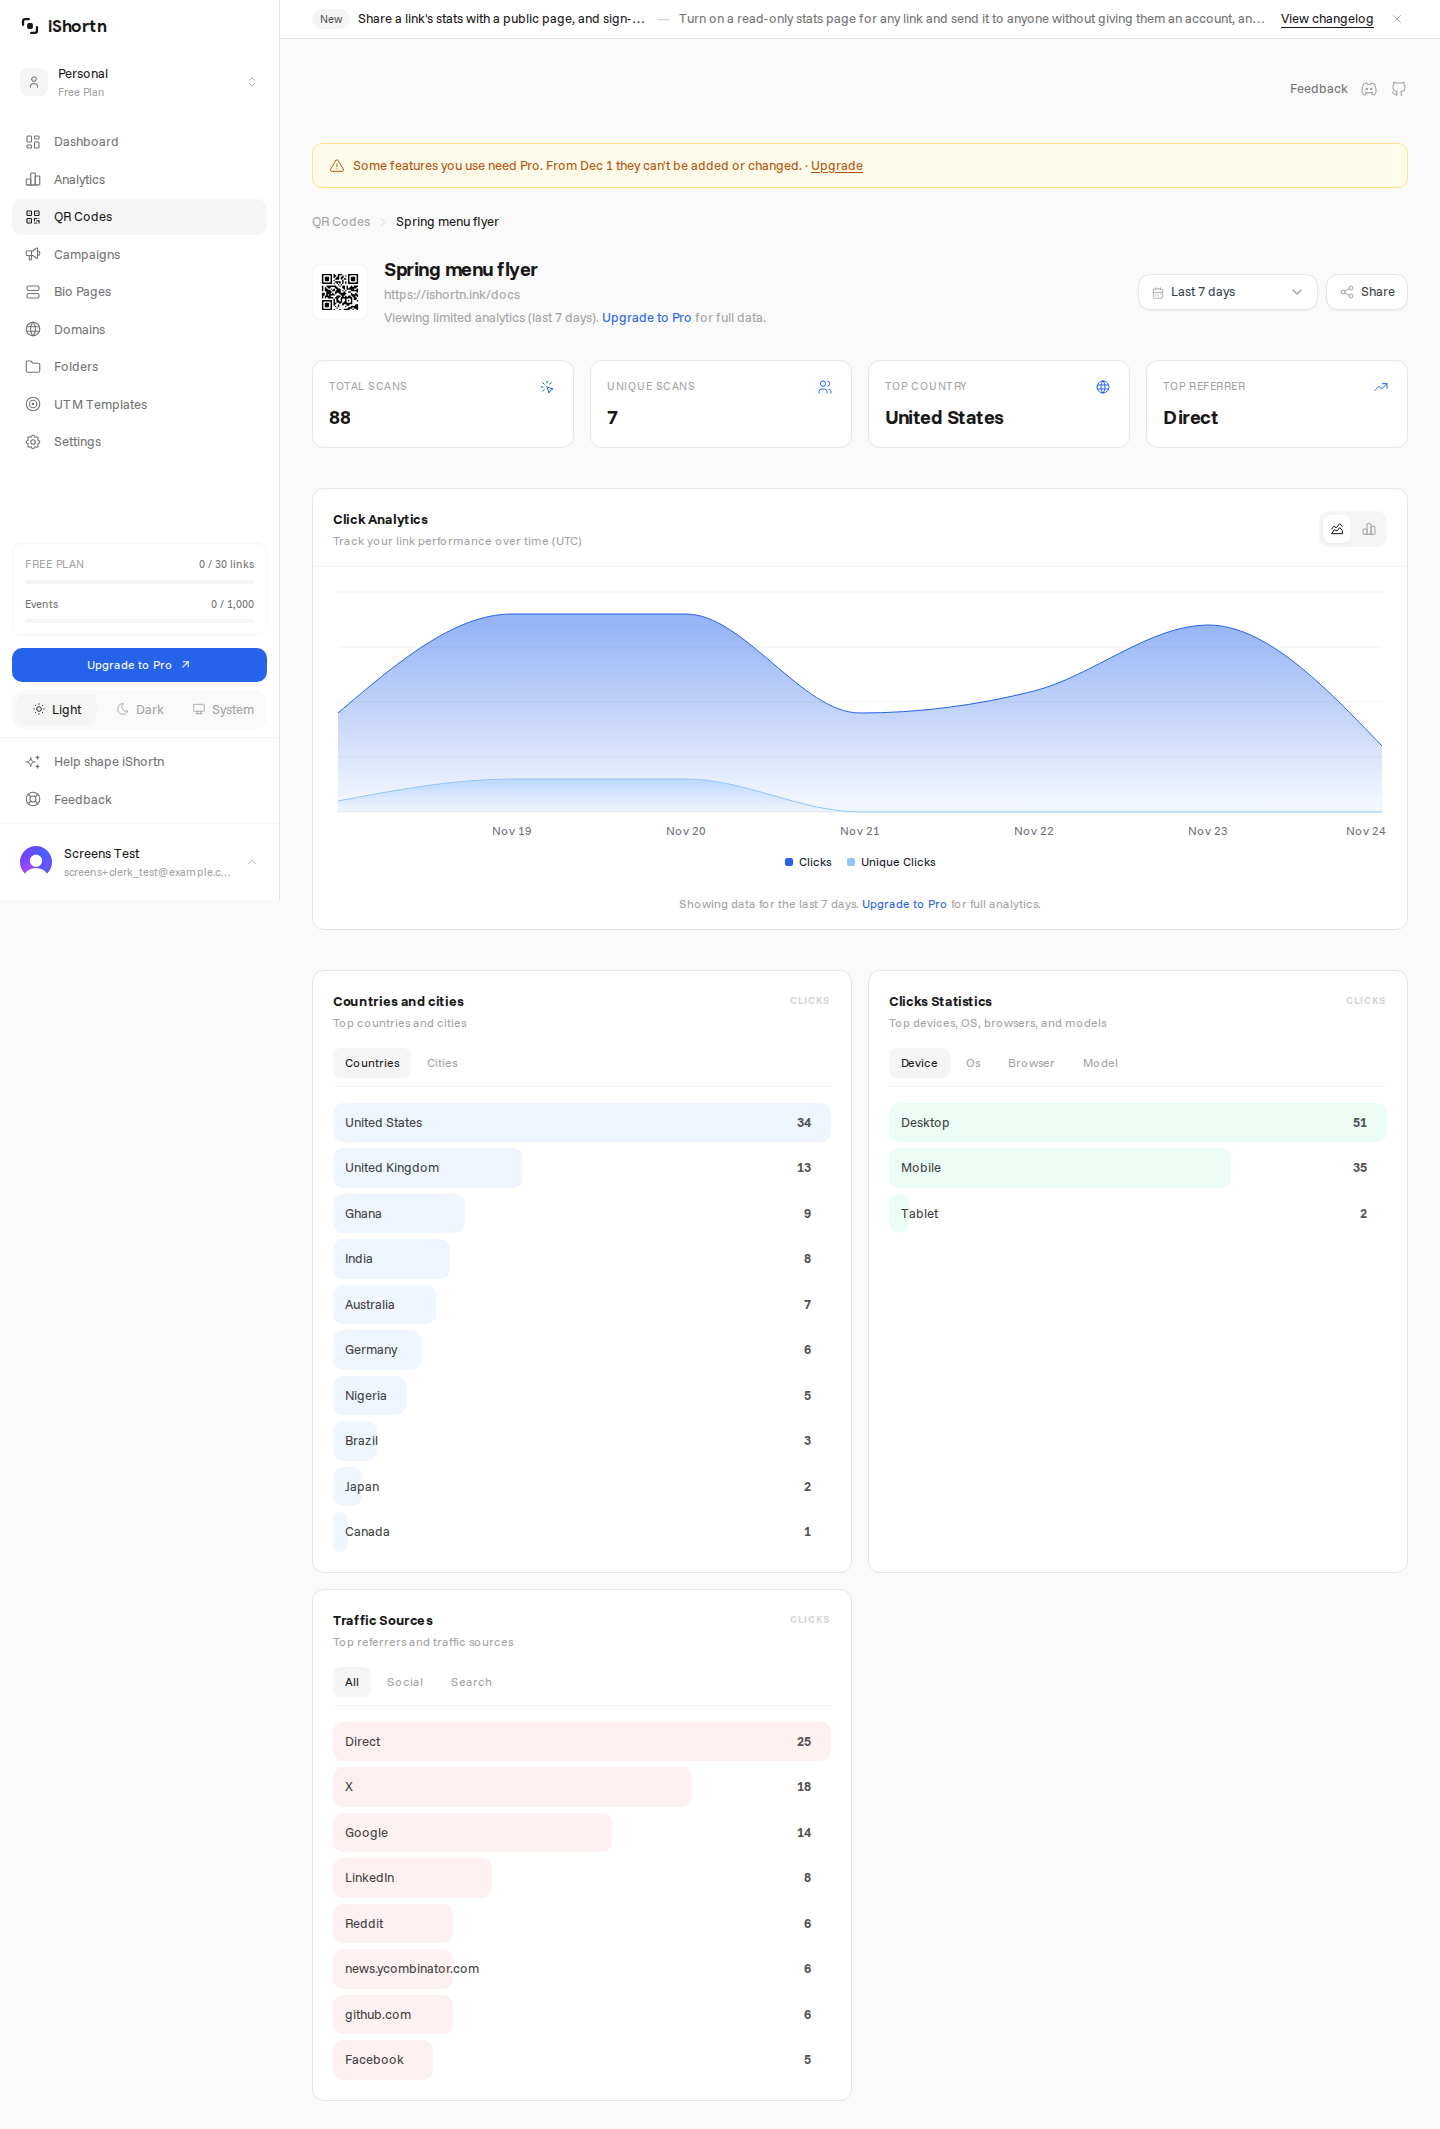 iShortn
Personal
Free Plan
Dashboard
Analytics
QR Codes
Campaigns
Bio Pages
Domains
Folders
UTM Templates
Settings
FREE PLAN 0 / 30 links
Events 0 / 1,000
Upgrade to Pro
Light Dark System
Help shape iShortn
Feedback
Screens Test
screens+clerk_test@example.c...
New Share a link's stats with a public page, and sign-... — Turn on a read-only stats page for any link and send it to anyone without giving them an account, an... View changelog
Feedback
Some features you use need Pro. From Dec 1 they can't be added or changed. · Upgrade
QR Codes Spring menu flyer
Spring menu flyer
https://ishortn.ink/docs
Viewing limited analytics (last 7 days). Upgrade to Pro for full data.
Last 7 days Share
TOTAL SCANS
88
UNIQUE SCANS
7
TOP COUNTRY
United States
TOP REFERRER
Direct
Click Analytics
Track your link performance over time (UTC)
Nov 19 Nov 20 Nov 21 Nov 22 Nov 23 Nov 24
Clicks Unique Clicks
Showing data for the last 7 days. Upgrade to Pro for full analytics.
Countries and cities CLICKS
Top countries and cities
Countries Cities
United States 34
United Kingdom 13
Ghana 9
India 8
Australia 7
Germany 6
Nigeria 5
Brazil 3
Japan 2
Canada 1
Clicks Statistics CLICKS
Top devices, OS, browsers, and models
Device Os Browser Model
Desktop 51
Mobile 35
Tablet 2
Traffic Sources CLICKS
Top referrers and traffic sources
All Social Search
Direct 25
X 18
Google 14
LinkedIn 8
Reddit 6
news.ycombinator.com 6
github.com 6
Facebook 5